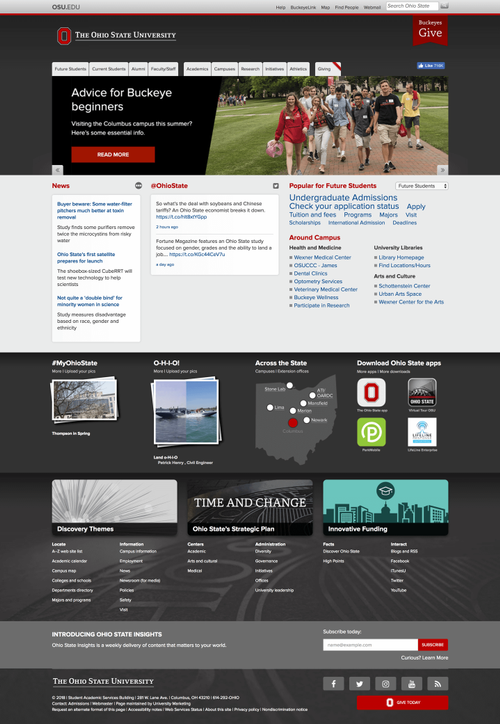 OSU.EDU
Help BuckeyeLink Map Find People Webmail Search Ohio State
THE OHIO STATE UNIVERSITY
Buckeyes
Give
Future Students Current Students Alumni Faculty/Staff Academics Campuses Research Initiatives Athletics Giving
Like
Advice for Buckeye
beginners
Visiting the Columbus campus this summer?
Here's some essential info.
READ MORE
News
Buyer beware: Some water-filter
pitchers much better at toxin
removal
Study finds some purifiers remove
twice the microcystins from risky
water
Ohio State's first satellite
prepares for launch
The shoebox-sized CubeRRT will
test new technology to help
scientists
Not quite a 'double bind' for
minority women in science
Study measures disadvantage
based on race, gender and
ethnicity
@OhioState
So what's the deal with soybeans and Chinese
tariffs? An Ohio State economist breaks it down.
2 hours ago
Fortune Magazine features an Ohio State study
focused on gender, grades and the ability to land a
job....
a day ago
Popular for Future Students
Future Students
Undergraduate Admissions
Check your application status Apply
Tuition and fees Programs Majors Visit
Scholarships International Admission Deadlines
Around Campus
Health and Medicine
Wexner Medical Center
OSUCCC - James
Dental Clinics
Optometry Services
Veterinary Medical Center
Buckeye Wellness
Participate in Research
University Libraries
Library Homepage
Find Locations/Hours
Arts and Culture
Schottenstein Center
Urban Arts Space
Wexner Center for the Arts
#MyOhioState
More | Upload your pics
Thompson in Spring
O-H-I-O!
More | Upload your pics
Land o-H-I-O
Patrick Henry , Civil Engineer
Across the State
Campuses | Extension offices
Stone Lab
ATI
OARDC
Lima
Mansfield
Marion
Newark
Columbus
Download Ohio State apps
More apps | More downloads
OHIO STATE
The Ohio State app
Virtual Tour OSU
LIFELINE
ParkMobile
LifeLine Enterprise
Discovery Themes
TIME AND CHANGE
Ohio State's Strategic Plan
Innovative Funding
Locate
A-Z web site list
Academic calendar
Campus map
Colleges and schools
Departments directory
Majors and programs
Information
Campus information
Employment
News
Newsroom (for media)
Policies
Safety
Visit
Centers
Academic
Arts and cultural
Medical
Administration
Diversity
Governance
Initiatives
Offices
University leadership
Facts
Discover Ohio State
High Points
Interact
Blogs and RSS
Facebook
iTunesU
Twitter
YouTube
INTRODUCING OHIO STATE INSIGHTS
Ohio State Insights is a weekly delivery of content that matters to your world.
Subscribe today:
name@example.com
SUBSCRIBE
Curious? Learn More
THE OHIO STATE UNIVERSITY
© 2018 | Student Academic Services Building | 281 W. Lane Ave. | Columbus, OH 43210 | 614-292-OHIO
Contact: Admissions | Webmaster | Page maintained by University Marketing
Request an alternate format of this page | Accessibility notes | Web Services Status | About this site | Privacy policy | Nondiscrimination notice
GIVE TODAY